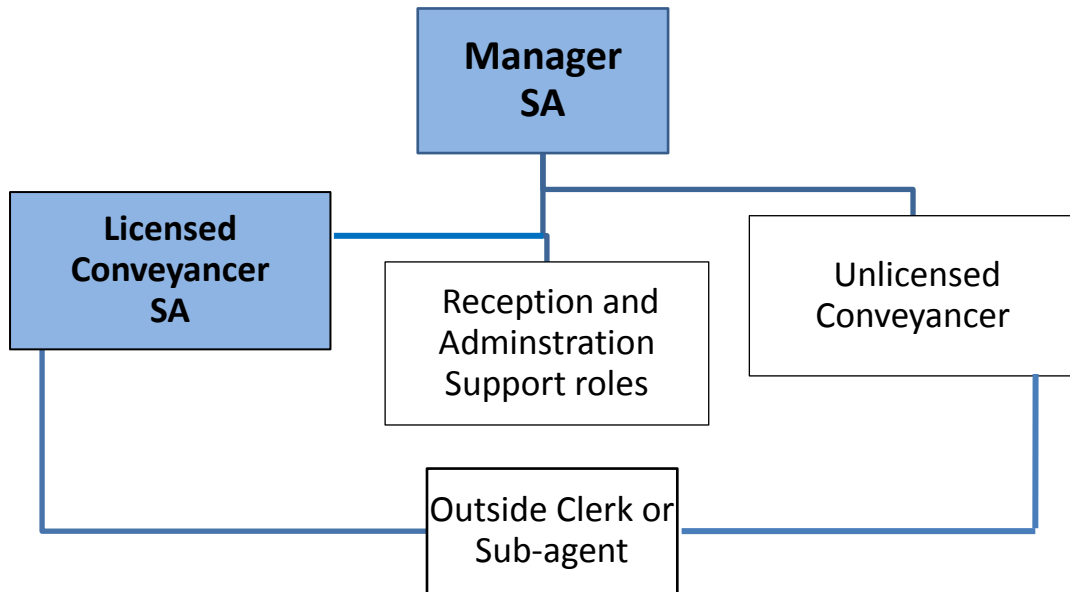 Manager
SA
Licensed
Conveyancer
SA
Reception and
Adminstration
Support roles
Unlicensed
Conveyancer
Outside Clerk or
Sub-agent